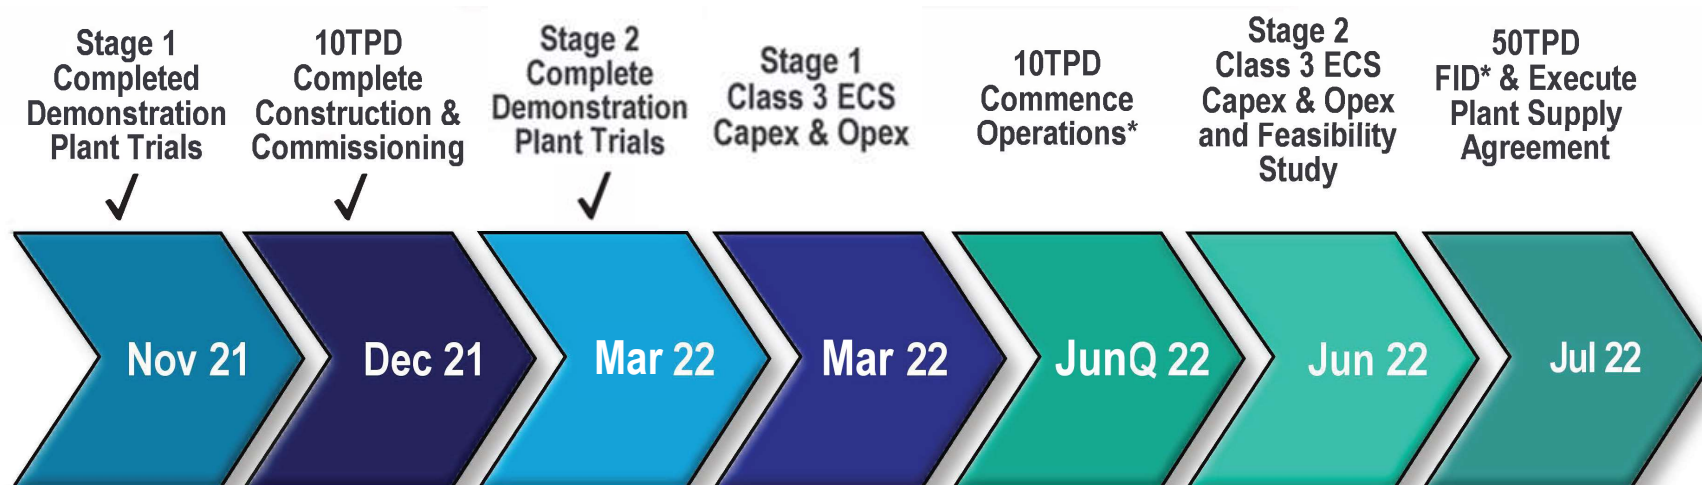 Stage 1
Completed
Demonstration
Plant Trials
10TPD
Complete
Construction &
Commissioning
Stage 2
Complete
Demonstration
Plant Trials
Stage 1
Class 3 ECS
Capex & Opex
10TPD
Commence
Operations*
Stage 2
Class 3 ECS
Capex & Opex
and Feasibility
Study
50TPD
FID* & Execute
Plant Supply
Agreement
Nov 21
Dec 21
Mar 22
Mar 22
JunQ 22
Jun 22
Jul 22